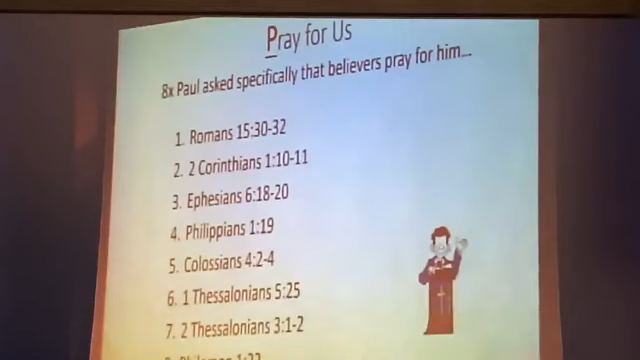 Pray for Us
8x Paul asked specifically that believers pray for him...
1. Romans 15:30-32
2. 2 Corinthians 1:10-11
3. Ephesians 6:18-20
4. Philippians 1:19
5. Colossians 4:2-4
6. 1 Thessalonians 5:25
7. 2 Thessalonians 3:1-2